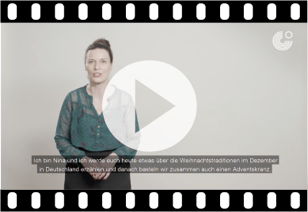 Ich bin Nina und ich werde euch heute etwas über die Weihnachtstraditionen im Dezember
in Deutschland erzählen und danach basteln wir zusammen auch einen Adventskranz.